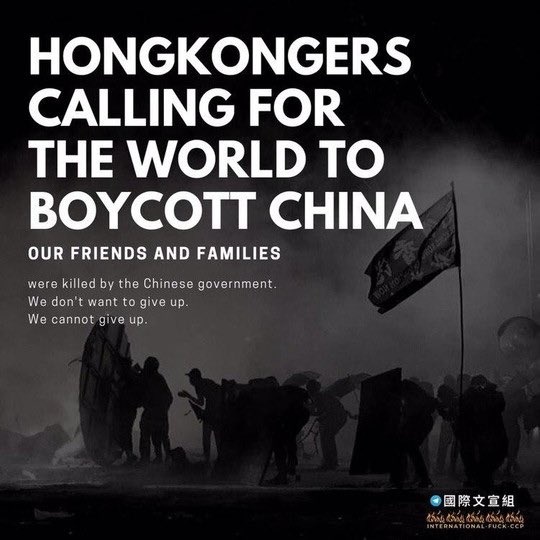 HONGKONGERS
CALLING FOR
THE WORLD TO
BOYCOTT CHINA
OUR FRIENDS AND FAMILIES
were killed by the Chinese government.
We don't want to give up.
We cannot give up.
國際文宣組
INTERNATIONAL-FUCK-CCP